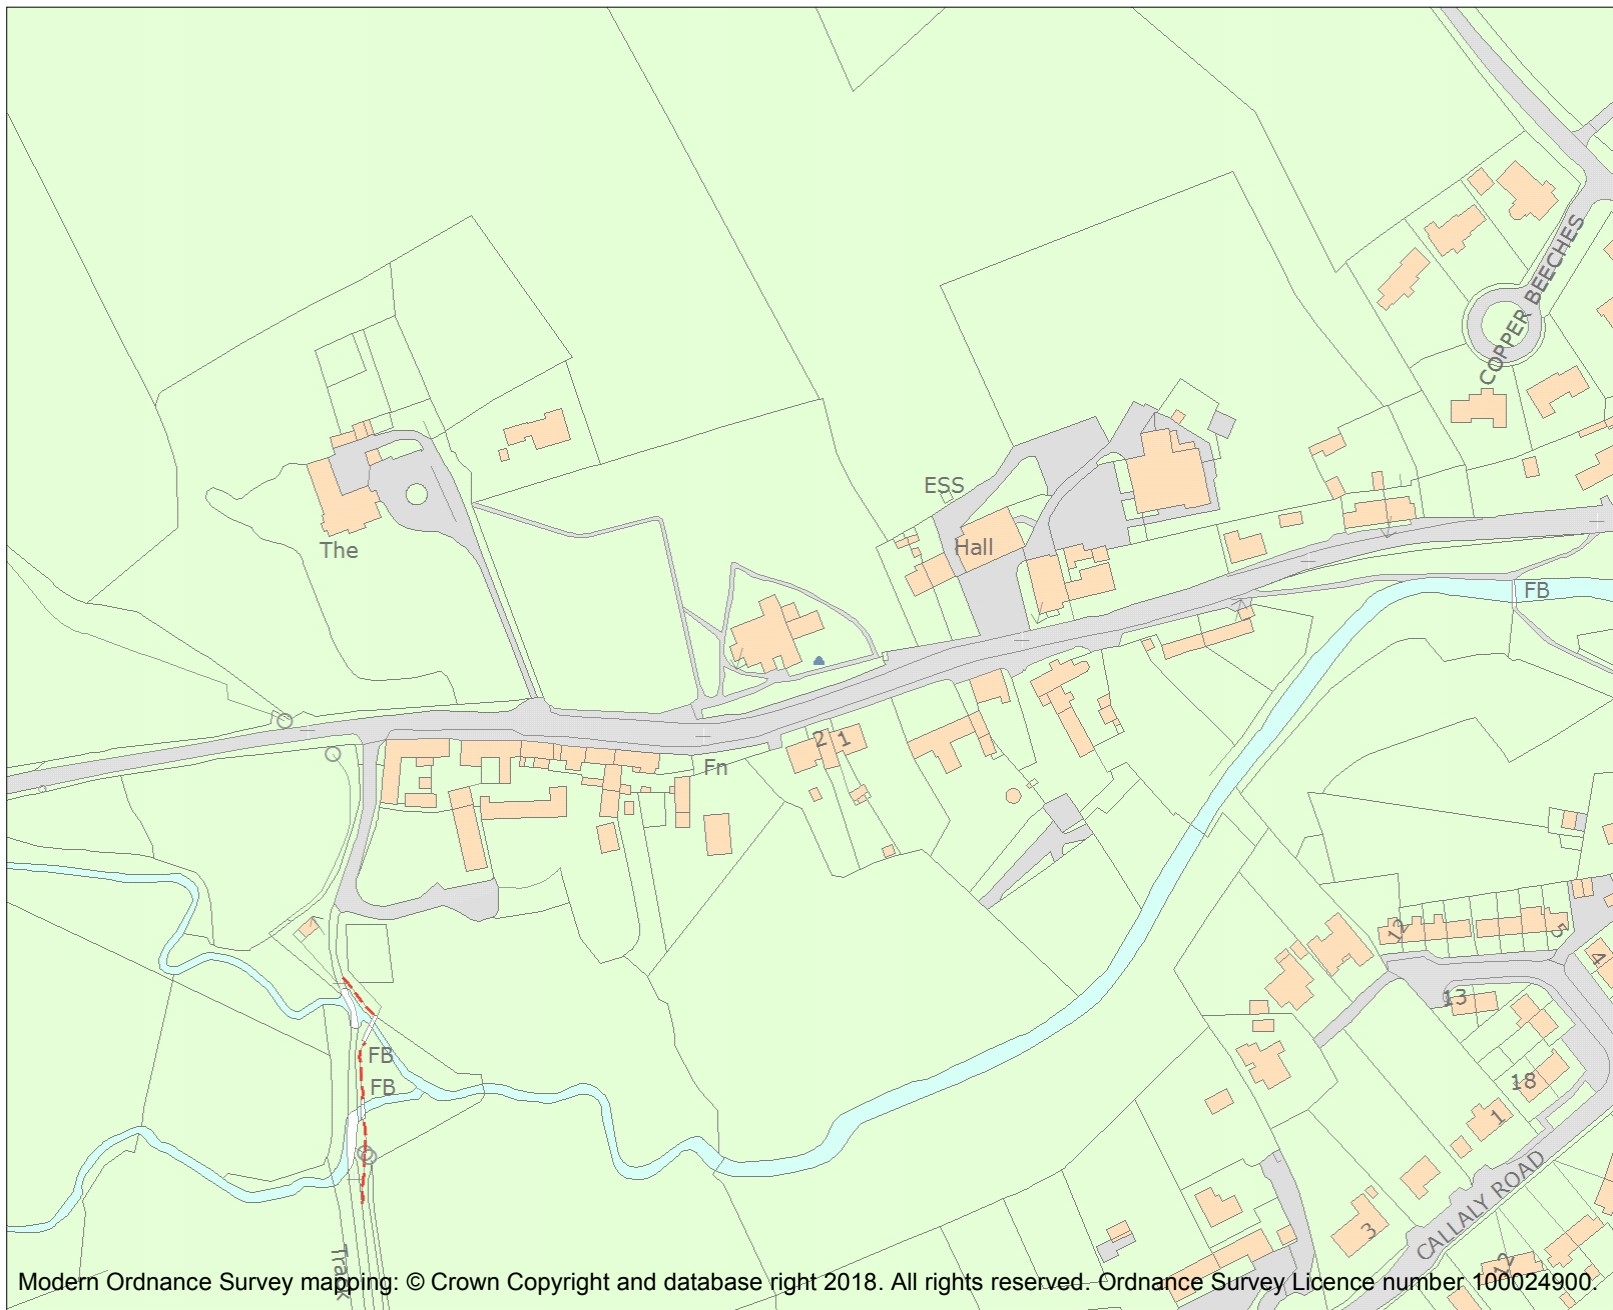 COPPER BEECHES
ESS
Hall
The
FB
2
1
Fn
12
5
4
13
FB
FB
18
1
3
CALLALY ROAD
12
Track
Modern Ordnance Survey mapping: © Crown Copyright and database right 2018. All rights reserved. Ordnance Survey Licence number 100024900.